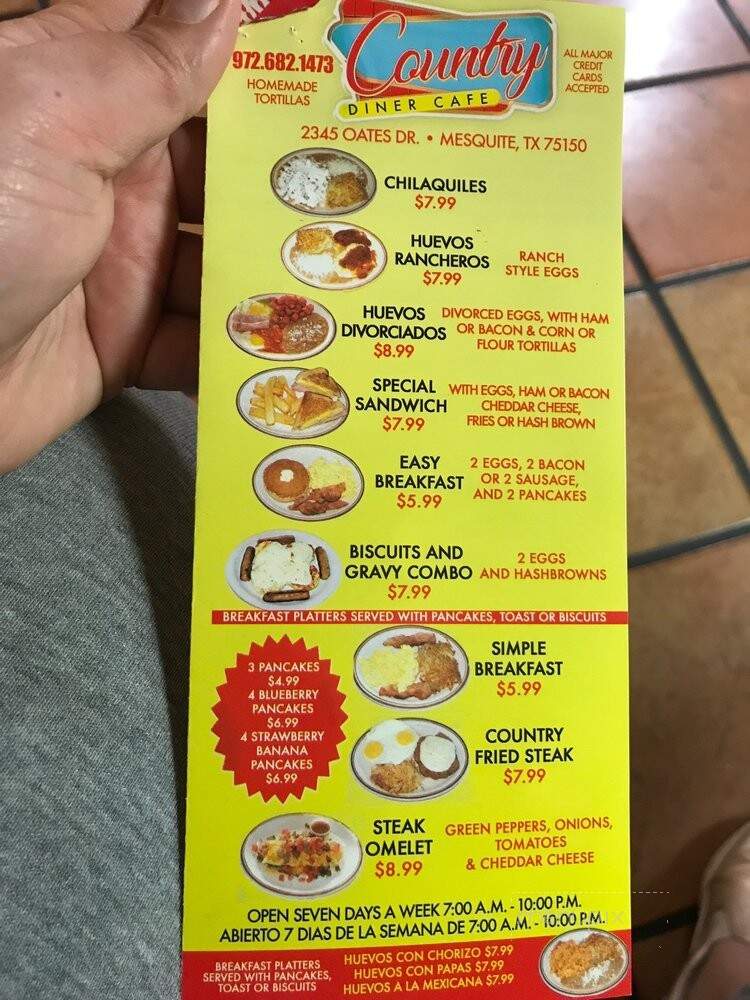 972.682.1473
HOMEMADE
TORTILLAS
Country
DINER CAFE
ALL MAJOR
CREDIT
CARDS
ACCEPTED
2345 OATES DR. • MESQUITE, TX 75150
CHILAQUILES
$7.99
HUEVOS
RANCHEROS
$7.99
RANCH
STYLE EGGS
HUEVOS
DIVORCIADOS
$8.99
DIVORCED EGGS, WITH HAM
OR BACON & CORN OR
FLOUR TORTILLAS
SPECIAL
SANDWICH
$7.99
WITH EGGS, HAM OR BACON
CHEDDAR CHEESE,
FRIES OR HASH BROWN
EASY
BREAKFAST
$5.99
2 EGGS, 2 BACON
OR 2 SAUSAGE,
AND 2 PANCAKES
BISCUITS AND
GRAVY COMBO
$7.99
2 EGGS
AND HASHBROWNS
BREAKFAST PLATTERS SERVED WITH PANCAKES, TOAST OR BISCUITS
3 PANCAKES
$4.99
4 BLUEBERRY
PANCAKES
$6.99
4 STRAWBERRY
BANANA
PANCAKES
$6.99
SIMPLE
BREAKFAST
$5.99
COUNTRY
FRIED STEAK
$7.99
STEAK
OMELET
$8.99
GREEN PEPPERS, ONIONS,
TOMATOES
& CHEDDAR CHEESE
OPEN SEVEN DAYS A WEEK 7:00 A.M. - 10:00 P.M.
ABIERTO 7 DIAS DE LA SEMANA DE 7:00 A.M. - 10:00 P.M.
BREAKFAST PLATTERS
SERVED WITH PANCAKES,
TOAST OR BISCUITS
HUEVOS CON CHORIZO $7.99
HUEVOS CON PAPAS $7.99
HUEVOS A LA MEXICANA $7.99